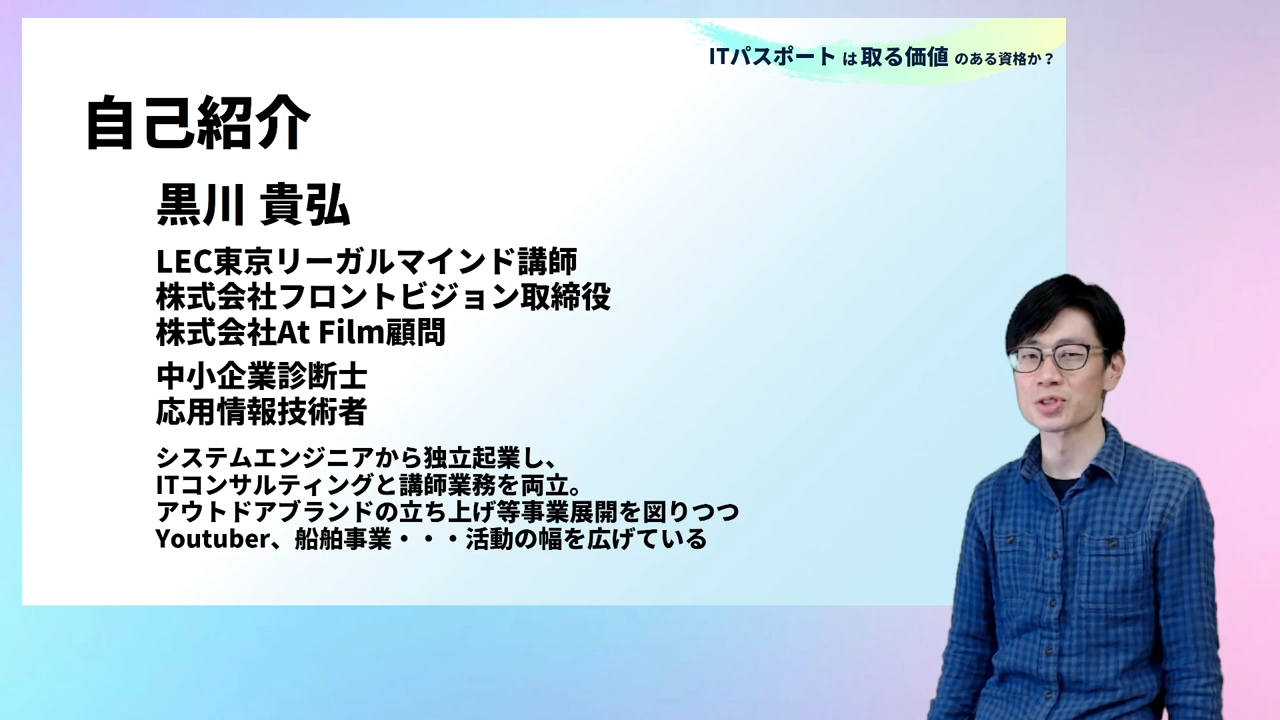 ITパスポート は 取る価値 のある資格か？
自己紹介
黒川 貴弘
LEC東京リーガルマインド講師
株式会社フロントビジョン取締役
株式会社At Film顧問
中小企業診断士
応用情報技術者
システムエンジニアから独立起業し、
ITコンサルティングと講師業務を両立。
アウトドアブランドの立ち上げ等事業展開を図りつつ
Youtuber、船舶事業・・・活動の幅を広げている